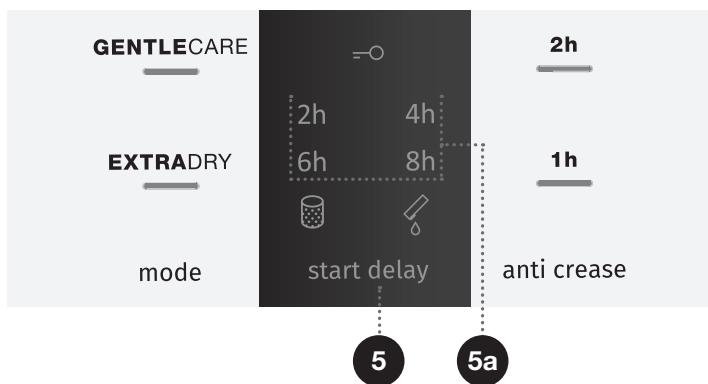 GENTLECARE
2h
2h 4h
EXTRADRY
6h 8h
1h
mode
start delay
anti crease
5
5a